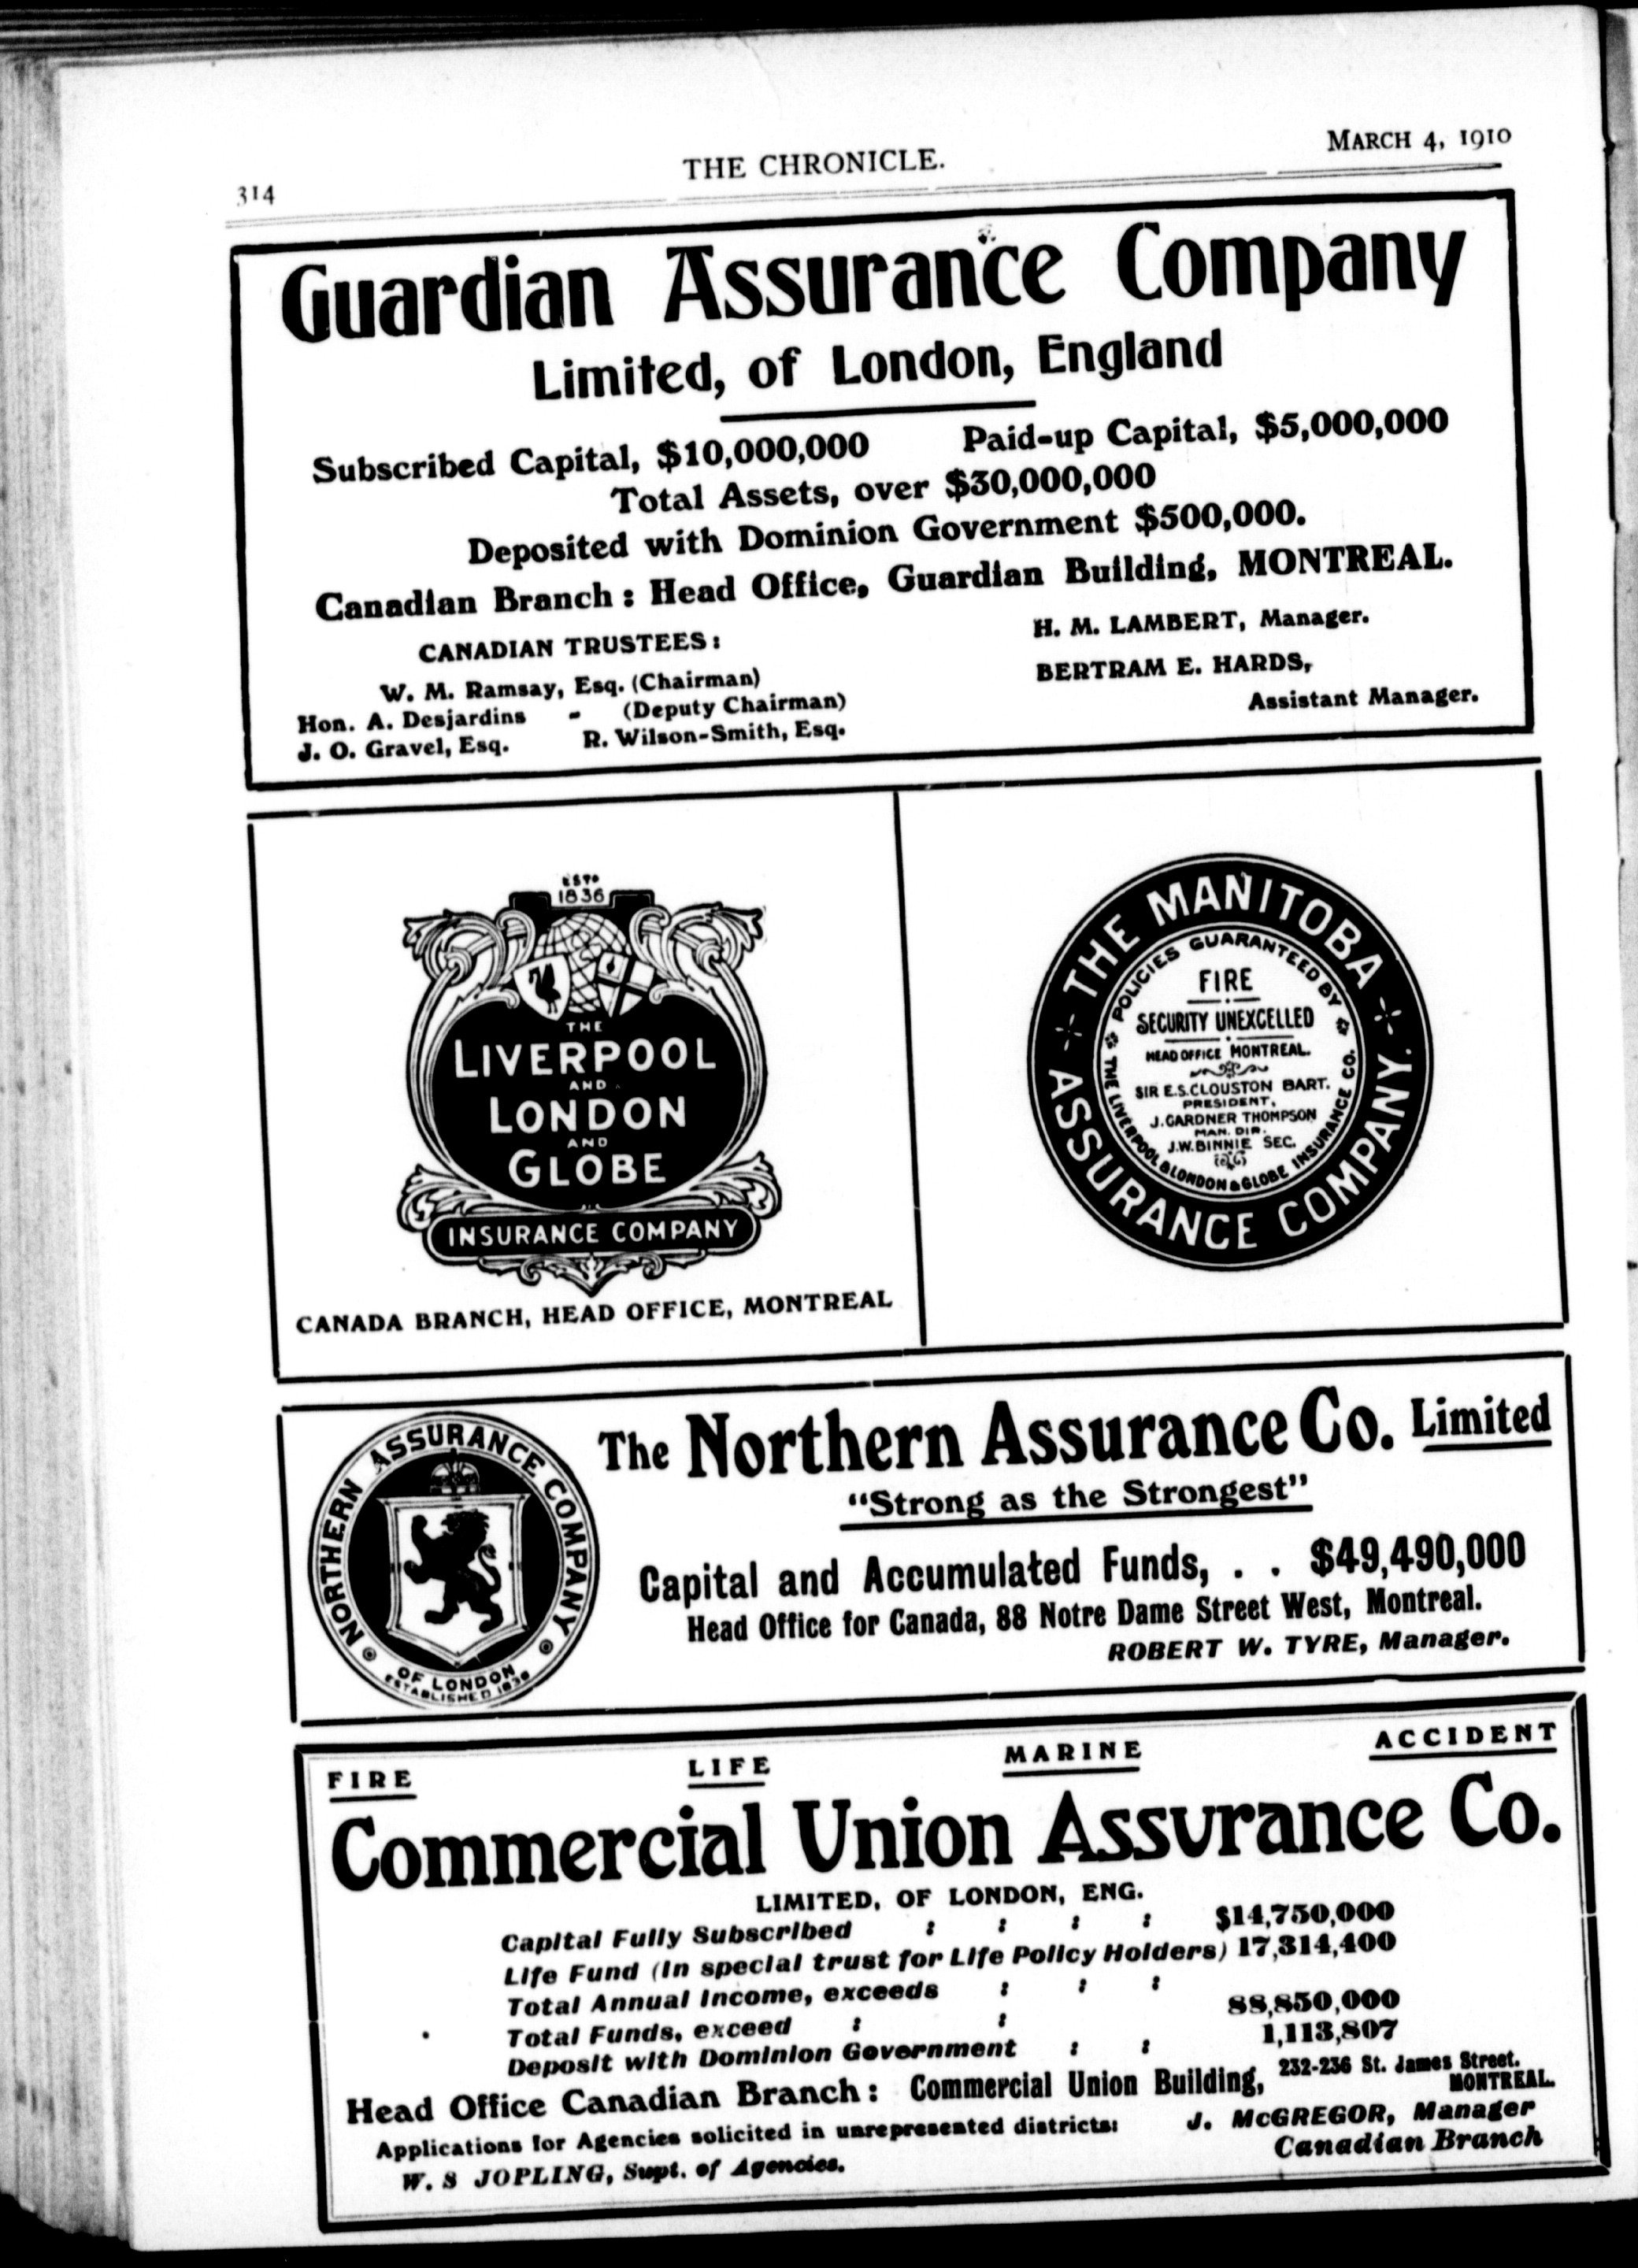 314
THE CHRONICLE.
MARCH 4, 1910
Guardian Assurance Company
Limited, of London, England
Subscribed Capital, $10,000,000 Paid-up Capital, $5,000,000
Total Assets, over $30,000,000
Deposited with Dominion Government $500,000.
Canadian Branch : Head Office, Guardian Building, MONTREAL.
CANADIAN TRUSTEES :
W. M. Ramsay, Esq. (Chairman)
Hon. A. Desjardins - (Deputy Chairman)
J. O. Gravel, Esq. R. Wilson-Smith, Esq.
H. M. LAMBERT, Manager.
BERTRAM E. HARDS,
Assistant Manager.
ESTD
1836
THE
LIVERPOOL
AND
LONDON
AND
GLOBE
INSURANCE COMPANY
CANADA BRANCH, HEAD OFFICE, MONTREAL
THE MANITOBA
ASSURANCE COMPANY.
POLICIES GUARANTEED BY
THE LIVERPOOL & LONDON & GLOBE INSURANCE CO.
FIRE
SECURITY UNEXCELLED
HEAD OFFICE MONTREAL.
SIR E.S.CLOUSTON BART.
PRESIDENT,
J.GARDNER THOMPSON
MAN. DIR.
J.W.BINNIE SEC.
NORTHERN ASSURANCE COMPANY
OF LONDON
ESTABLISHED 1836
The Northern Assurance Co. Limited
"Strong as the Strongest"
Capital and Accumulated Funds, . . $49,490,000
Head Office for Canada, 88 Notre Dame Street West, Montreal.
ROBERT W. TYRE, Manager.
FIRE LIFE MARINE ACCIDENT
Commercial Union Assurance Co.
LIMITED, OF LONDON, ENG.
Capital Fully Subscribed : : : : $14,750,000
Life Fund (In special trust for Life Policy Holders) 17,314,400
Total Annual Income, exceeds : : :
Total Funds, exceed : : 88,850,000
Deposit with Dominion Government : : 1,113,807
Head Office Canadian Branch : Commercial Union Building, 232-236 St. James Street.
MONTREAL.
Applications for Agencies solicited in unrepresented districts:
W. S JOPLING, Supt. of Agencies.
J. McGREGOR, Manager
Canadian Branch